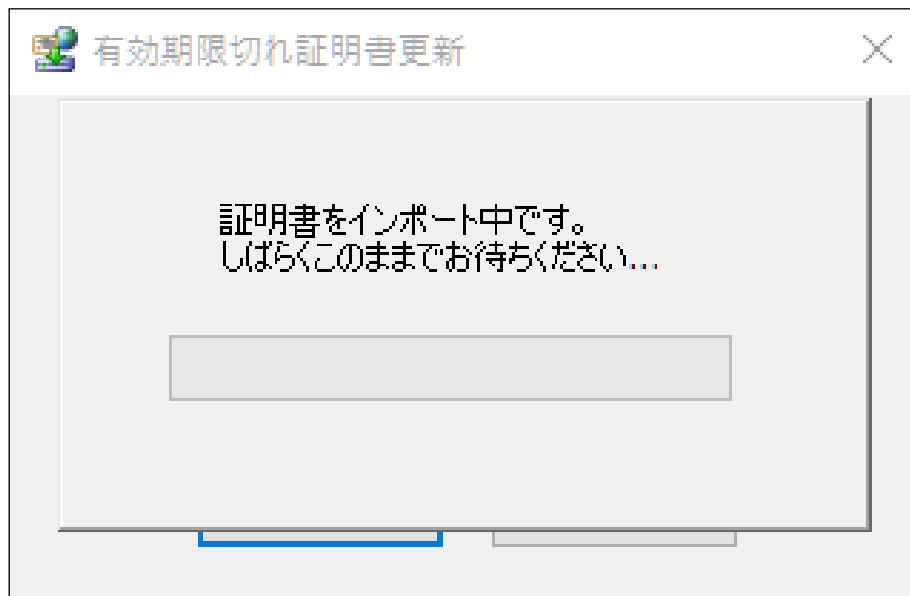 有効期限切れ証明書更新
証明書をインポート中です。
しばらくこのままでお待ちください...